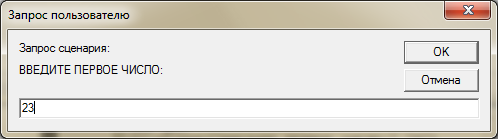 Запрос пользователю
Запрос сценария:
OK
ВВЕДИТЕ ПЕРВОЕ ЧИСЛО:
Отмена
23